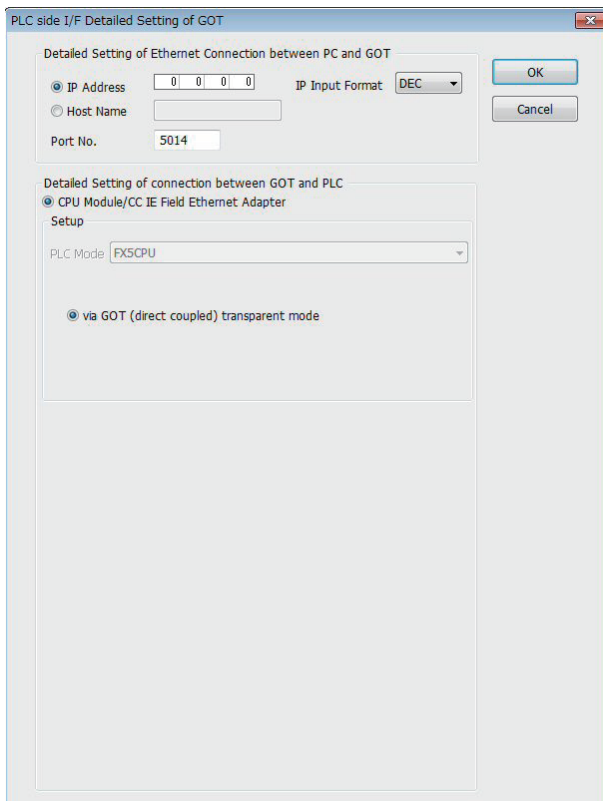 PLC side I/F Detailed Setting of GOT
Detailed Setting of Ethernet Connection between PC and GOT
IP Address 0 0 0 0 IP Input Format DEC
Host Name
Port No. 5014
OK
Cancel
Detailed Setting of connection between GOT and PLC
CPU Module/CC IE Field Ethernet Adapter
Setup
PLC Mode FX5CPU
via GOT (direct coupled) transparent mode